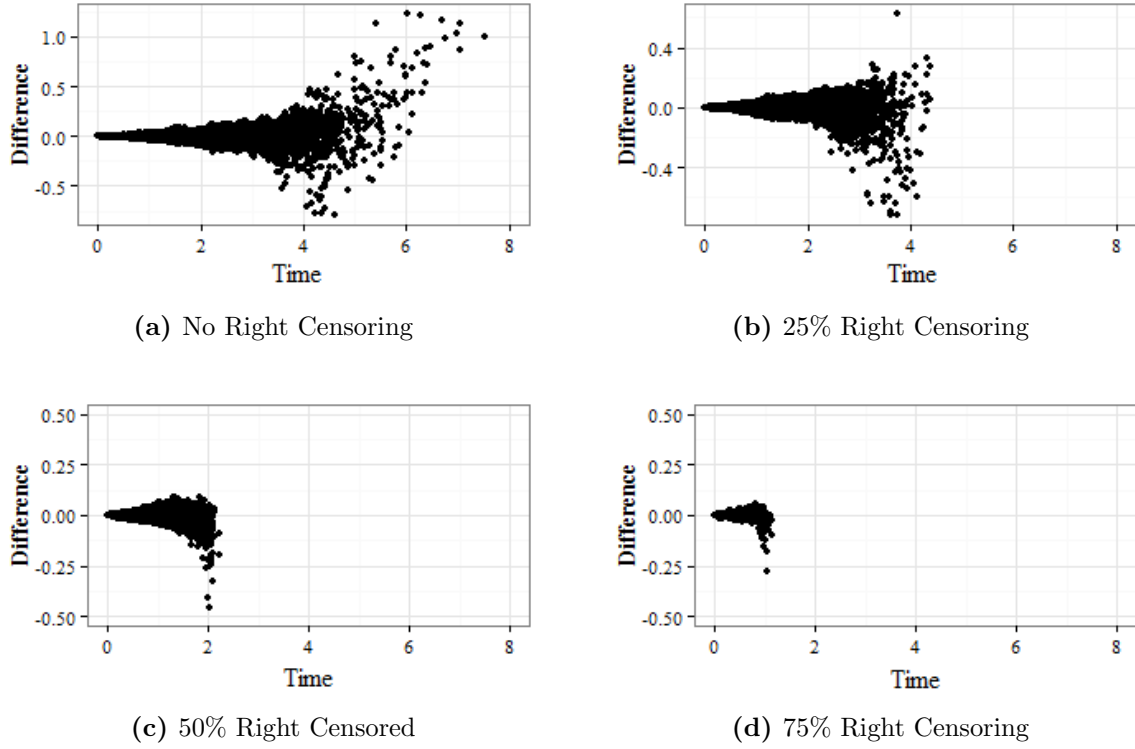 1.0
0.5
0.0
-0.5
Difference
0 2 4 6 8
Time
(a) No Right Censoring
0.4
0.0
-0.4
Difference
0 2 4 6 8
Time
(b) 25% Right Censoring
0.50
0.25
0.00
-0.25
-0.50
Difference
0 2 4 6 8
Time
(c) 50% Right Censored
0.50
0.25
0.00
-0.25
-0.50
Difference
0 2 4 6 8
Time
(d) 75% Right Censoring